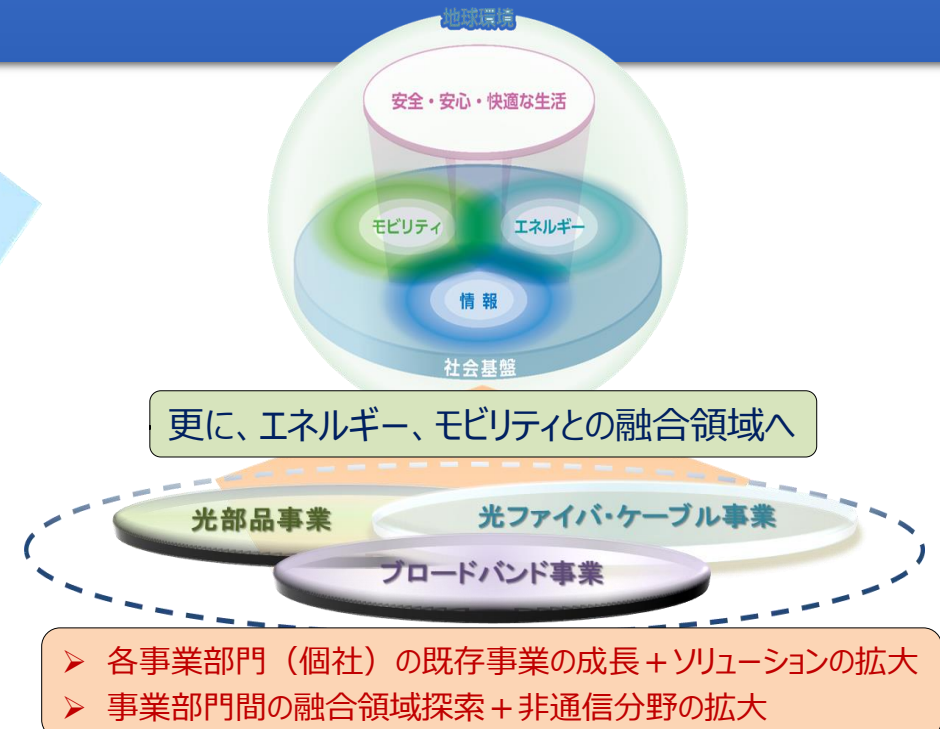 地球環境
安全・安心・快適な生活
モビリティ
エネルギー
情報
社会基盤
更に、エネルギー、モビリティとの融合領域へ
光部品事業
光ファイバ・ケーブル事業
ブロードバンド事業
➢ 各事業部門（個社）の既存事業の成長＋ソリューションの拡大
➢ 事業部門間の融合領域探索＋非通信分野の拡大